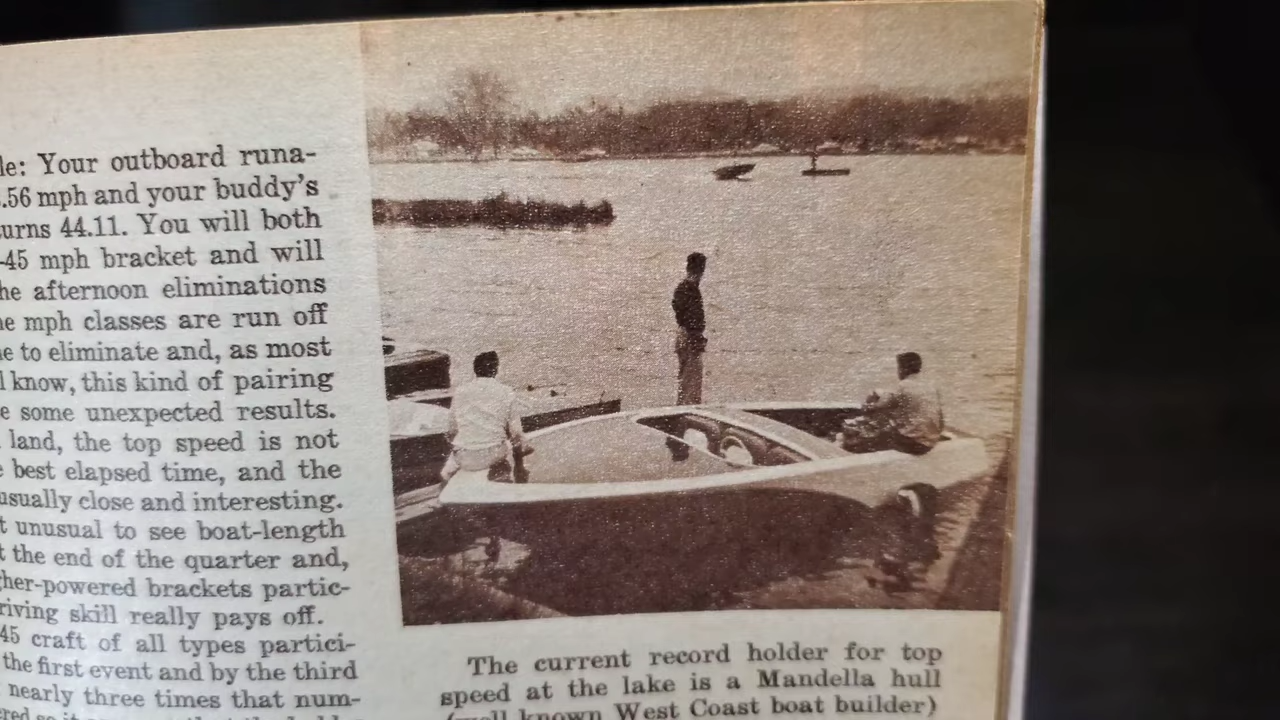 le: Your outboard runa-
.56 mph and your buddy's
urns 44.11. You will both
-45 mph bracket and will
he afternoon eliminations
e mph classes are run off
e to eliminate and, as most
l know, this kind of pairing
e some unexpected results.
land, the top speed is not
e best elapsed time, and the
usually close and interesting.
t unusual to see boat-length
t the end of the quarter and,
her-powered brackets partic-
riving skill really pays off.
45 craft of all types partici-
the first event and by the third
nearly three times that num-
The current record holder for top
speed at the lake is a Mandella hull
(well known West Coast boat builder)